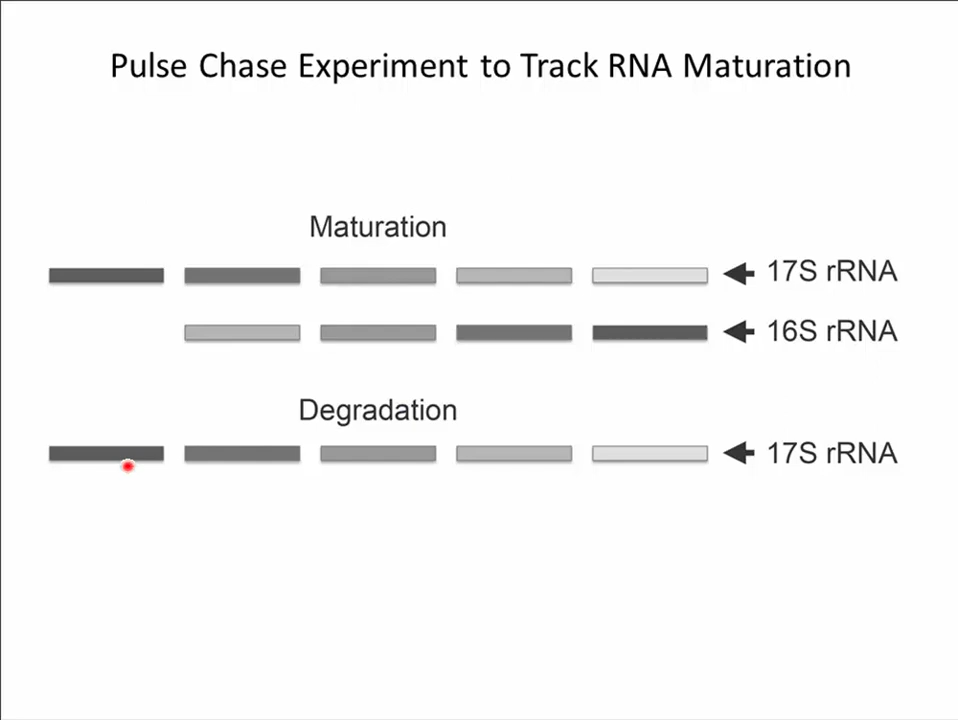 Pulse Chase Experiment to Track RNA Maturation
Maturation
17S rRNA
16S rRNA
Degradation
17S rRNA